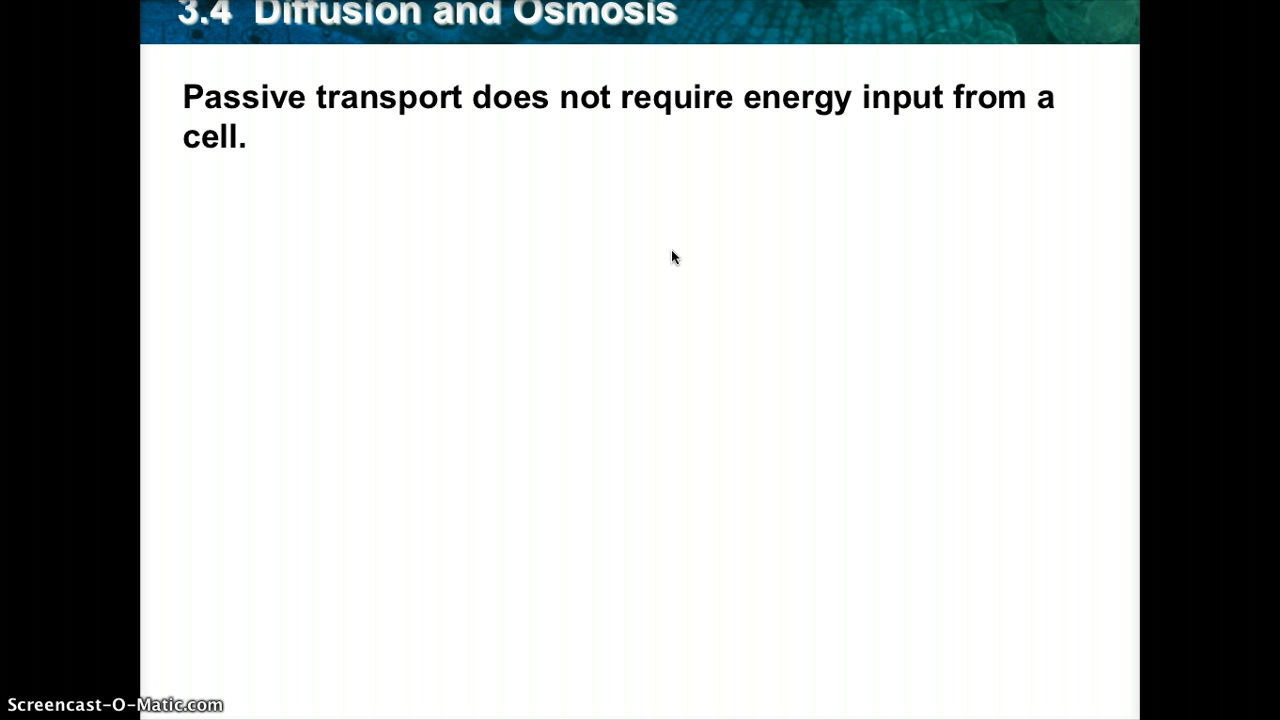 3.4 Diffusion and Osmosis
Passive transport does not require energy input from a
cell.
Screencast-O-Matic.com